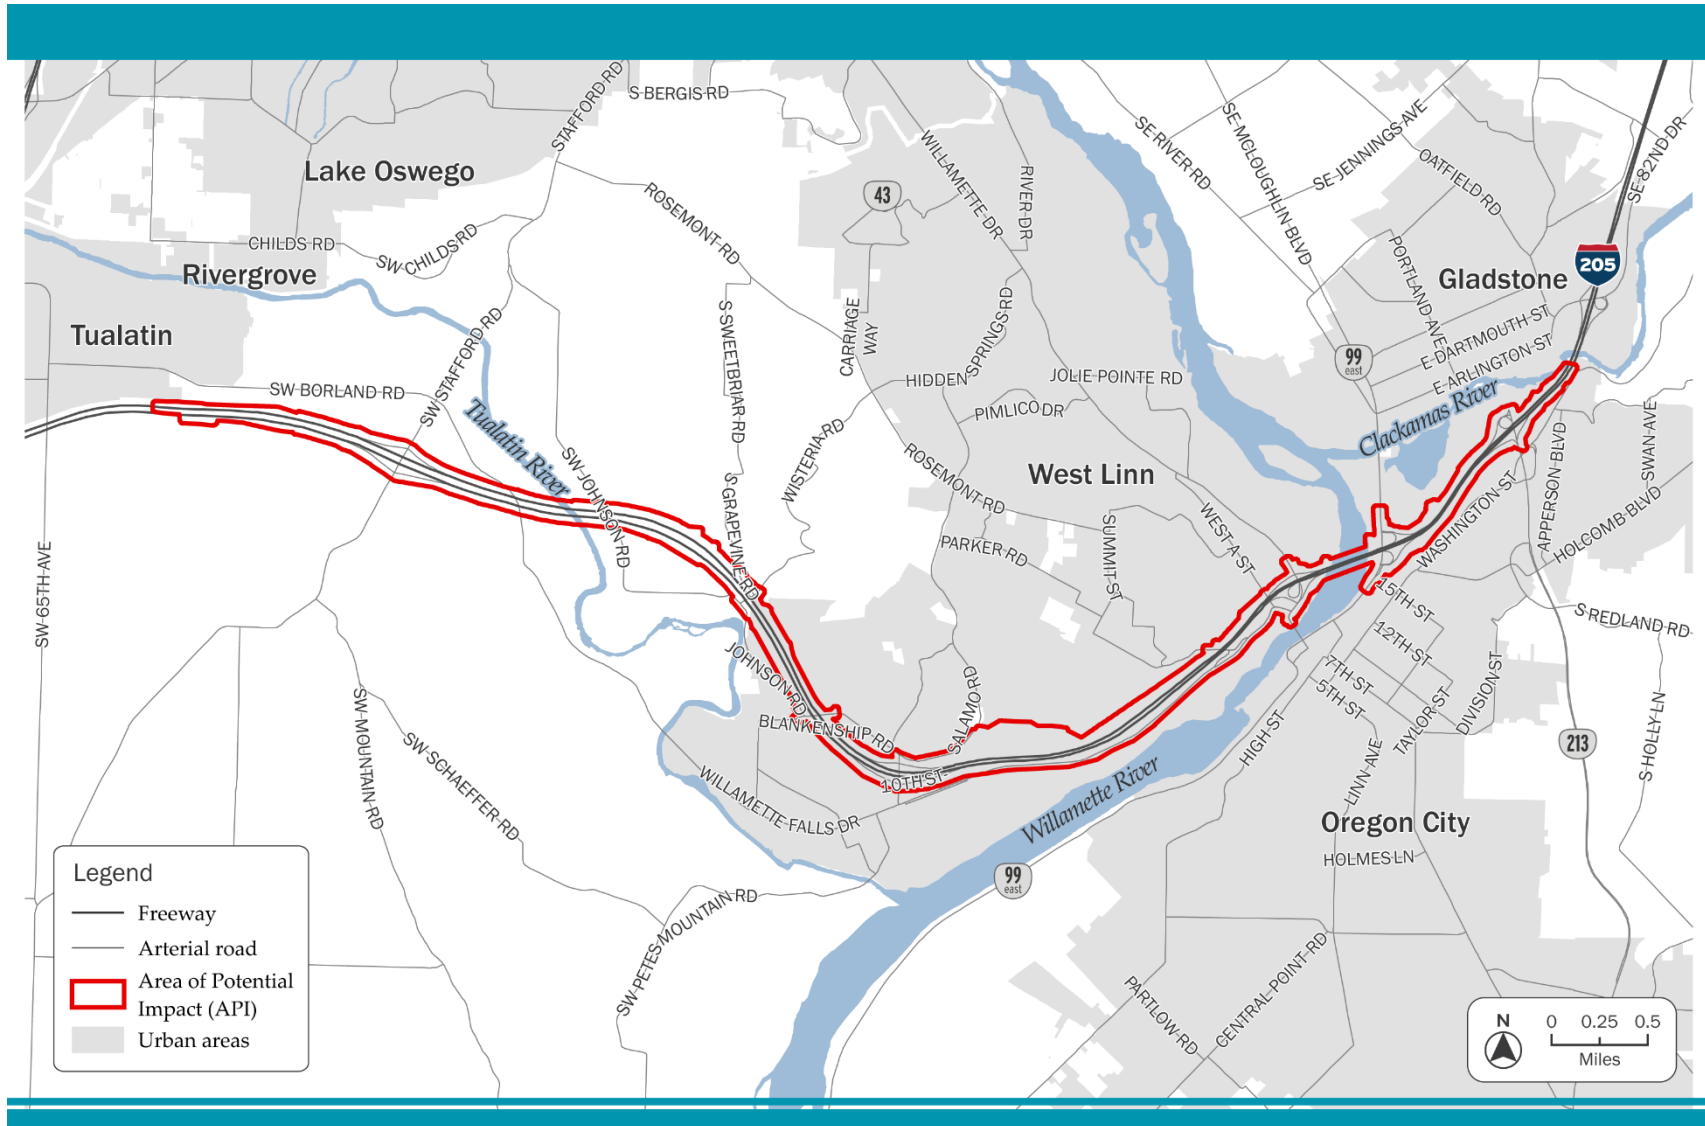 S BERGIS RD
STAFFORD RD
Lake Oswego
ROSEMONT RD
43
WILLAMETTE DR
RIVER DR
SE RIVER RD
SE MCLOUGHLIN BLVD
SE JENNINGS AVE
OATFIELD RD
SE 82ND DR
CHILDS RD
SW CHILDS RD
Rivergrove
PORTLAND AVE
Gladstone
205
Tualatin
SW STAFFORD RD
S SWEETBRIAR RD
CARRIAGE
WAY
HIDDEN SPRINGS RD
JOLIE POINTE RD
PIMLICO DR
99
east
E DARTMOUTH ST
E ARLINGTON ST
SW BORLAND RD
Tualatin River
Clackamas River
SW JOHNSON RD
S GRAPEVINE RD
WISTERIA RD
ROSEMONT RD
West Linn
WEST A ST
SUMMIT ST
PARKER RD
WASHINGTON ST
APPERSON BLVD
SWAN AVE
HOLCOMB BLVD
SW 65TH AVE
15TH ST
12TH ST
S REDLAND RD
7TH ST
5TH ST
TAYLOR ST
DIVISION ST
JOHNSON RD
BLANKENSHIP RD
SALAMO RD
10TH ST
HIGH ST
LINN AVE
213
S HOLLY LN
SW MOUNTAIN RD
SW SCHAEFFER RD
WILLAMETTE FALLS DR
Willamette River
Oregon City
HOLMES LN
99
east
SW PETES MOUNTAIN RD
PARTLOW RD
CENTRAL POINT RD
Legend
Freeway
Arterial road
Area of Potential
Impact (API)
Urban areas
N
0 0.25 0.5
Miles